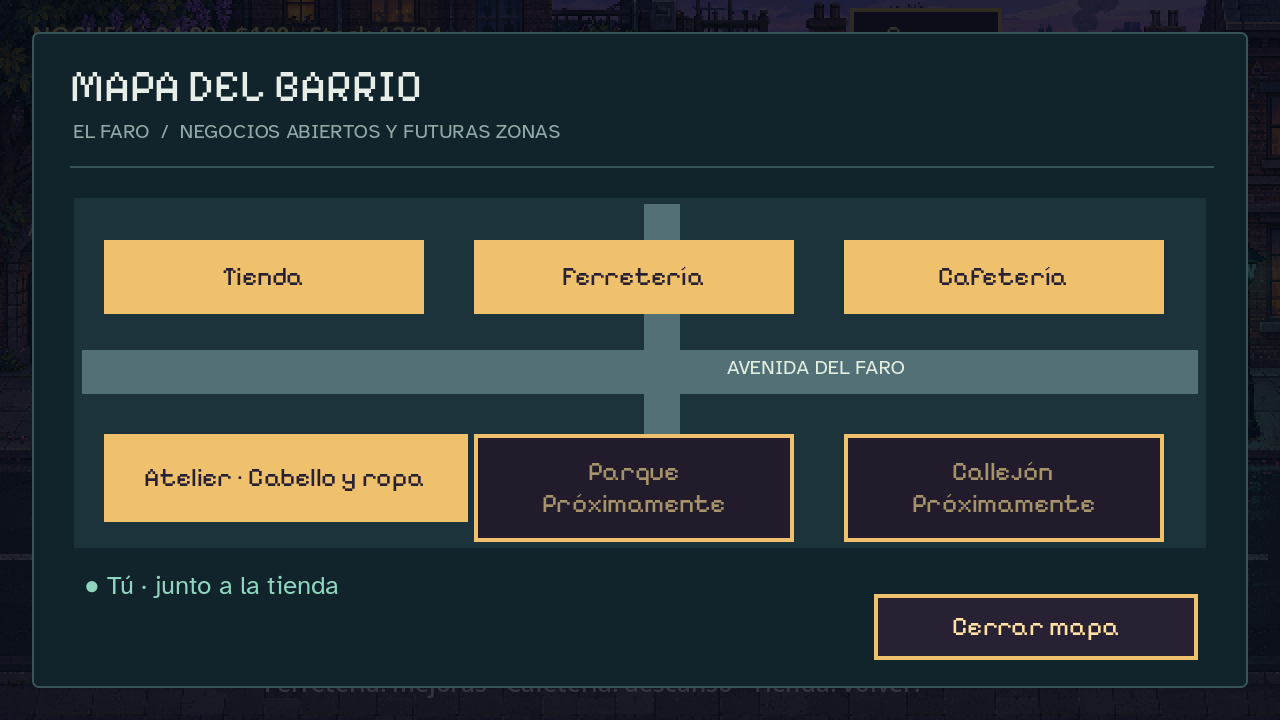 MAPA DEL BARRIO
EL FARO / NEGOCIOS ABIERTOS Y FUTURAS ZONAS
Tienda
Ferretería
Cafetería
AVENIDA DEL FARO
Atelier · Cabello y ropa
Parque
Próximamente
Callejón
Próximamente
● Tú · junto a la tienda
Cerrar mapa